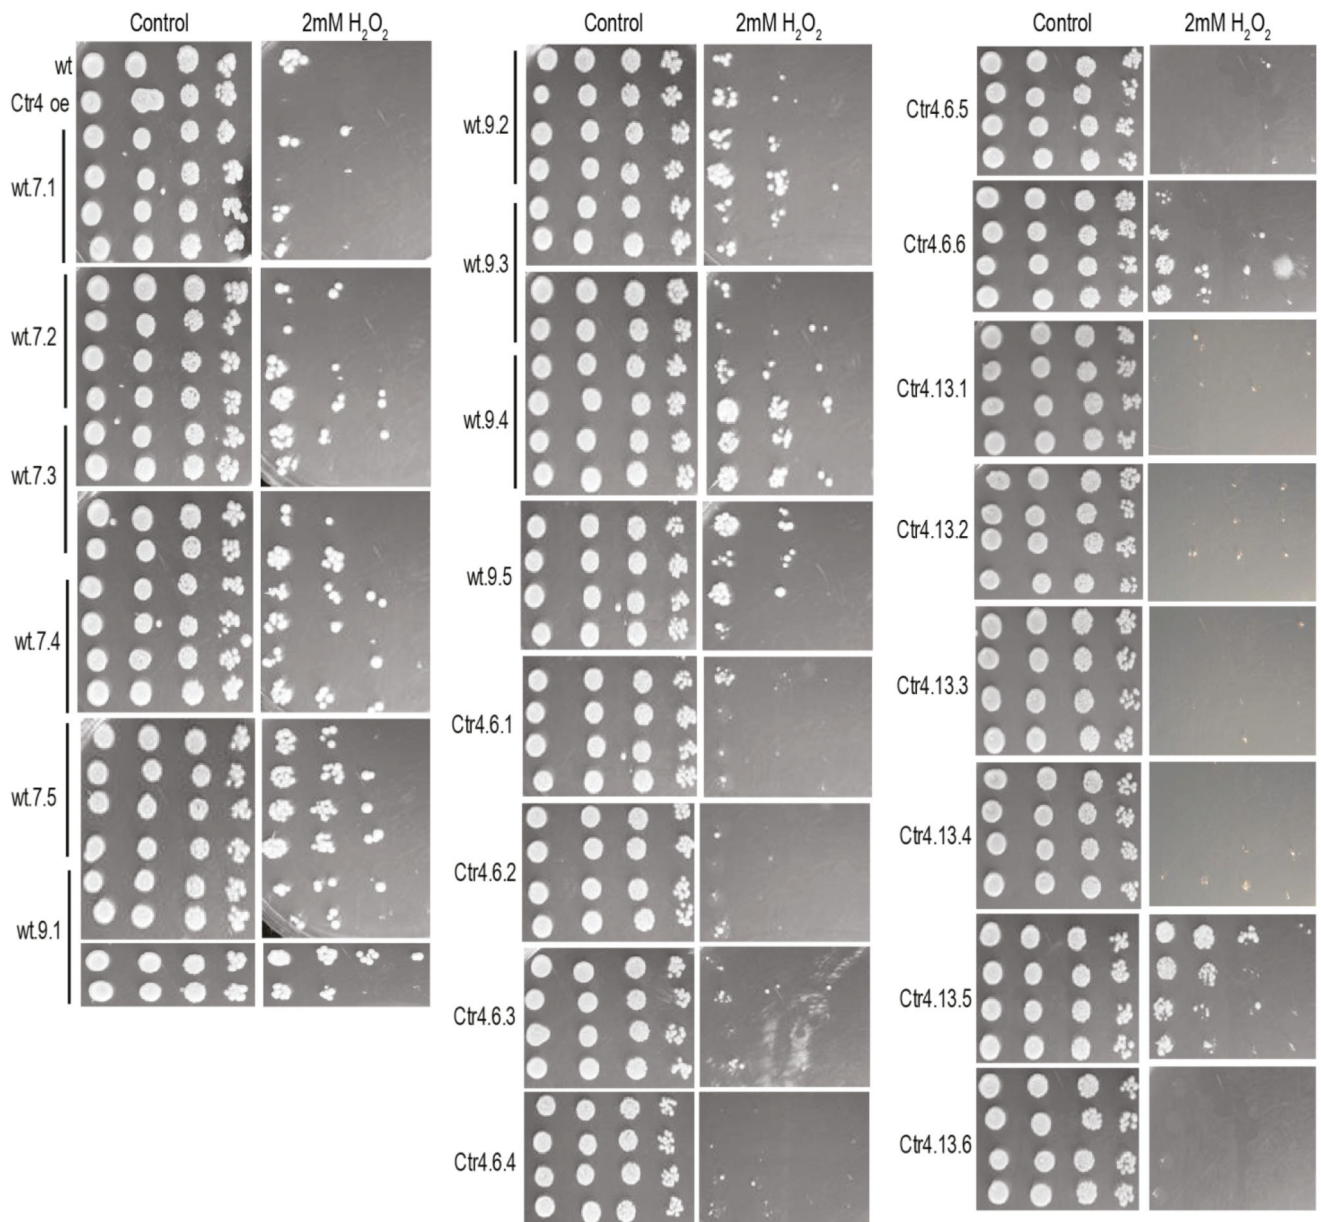 Control 2mM H₂O₂
wt
Ctr4 oe
wt.7.1
wt.7.2
wt.7.3
wt.7.4
wt.7.5
wt.9.1
Control 2mM H₂O₂
wt.9.2
wt.9.3
wt.9.4
wt.9.5
Ctr4.6.1
Ctr4.6.2
Ctr4.6.3
Ctr4.6.4
Control 2mM H₂O₂
Ctr4.6.5
Ctr4.6.6
Ctr4.13.1
Ctr4.13.2
Ctr4.13.3
Ctr4.13.4
Ctr4.13.5
Ctr4.13.6